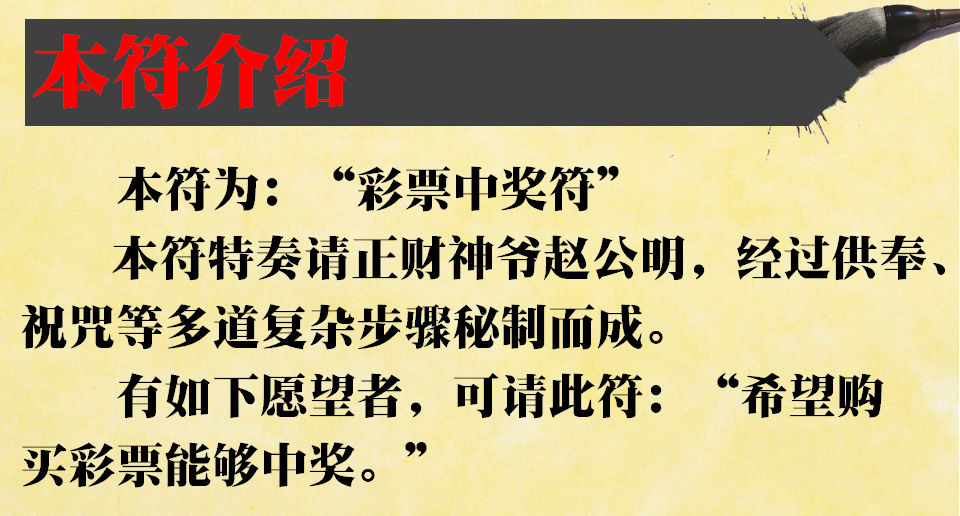 本符介绍
本符为：“彩票中奖符”
本符特奏请正财神爷赵公明，经过供奉、
祝咒等多道复杂步骤秘制而成。
有如下愿望者，可请此符：“希望购
买彩票能够中奖。”